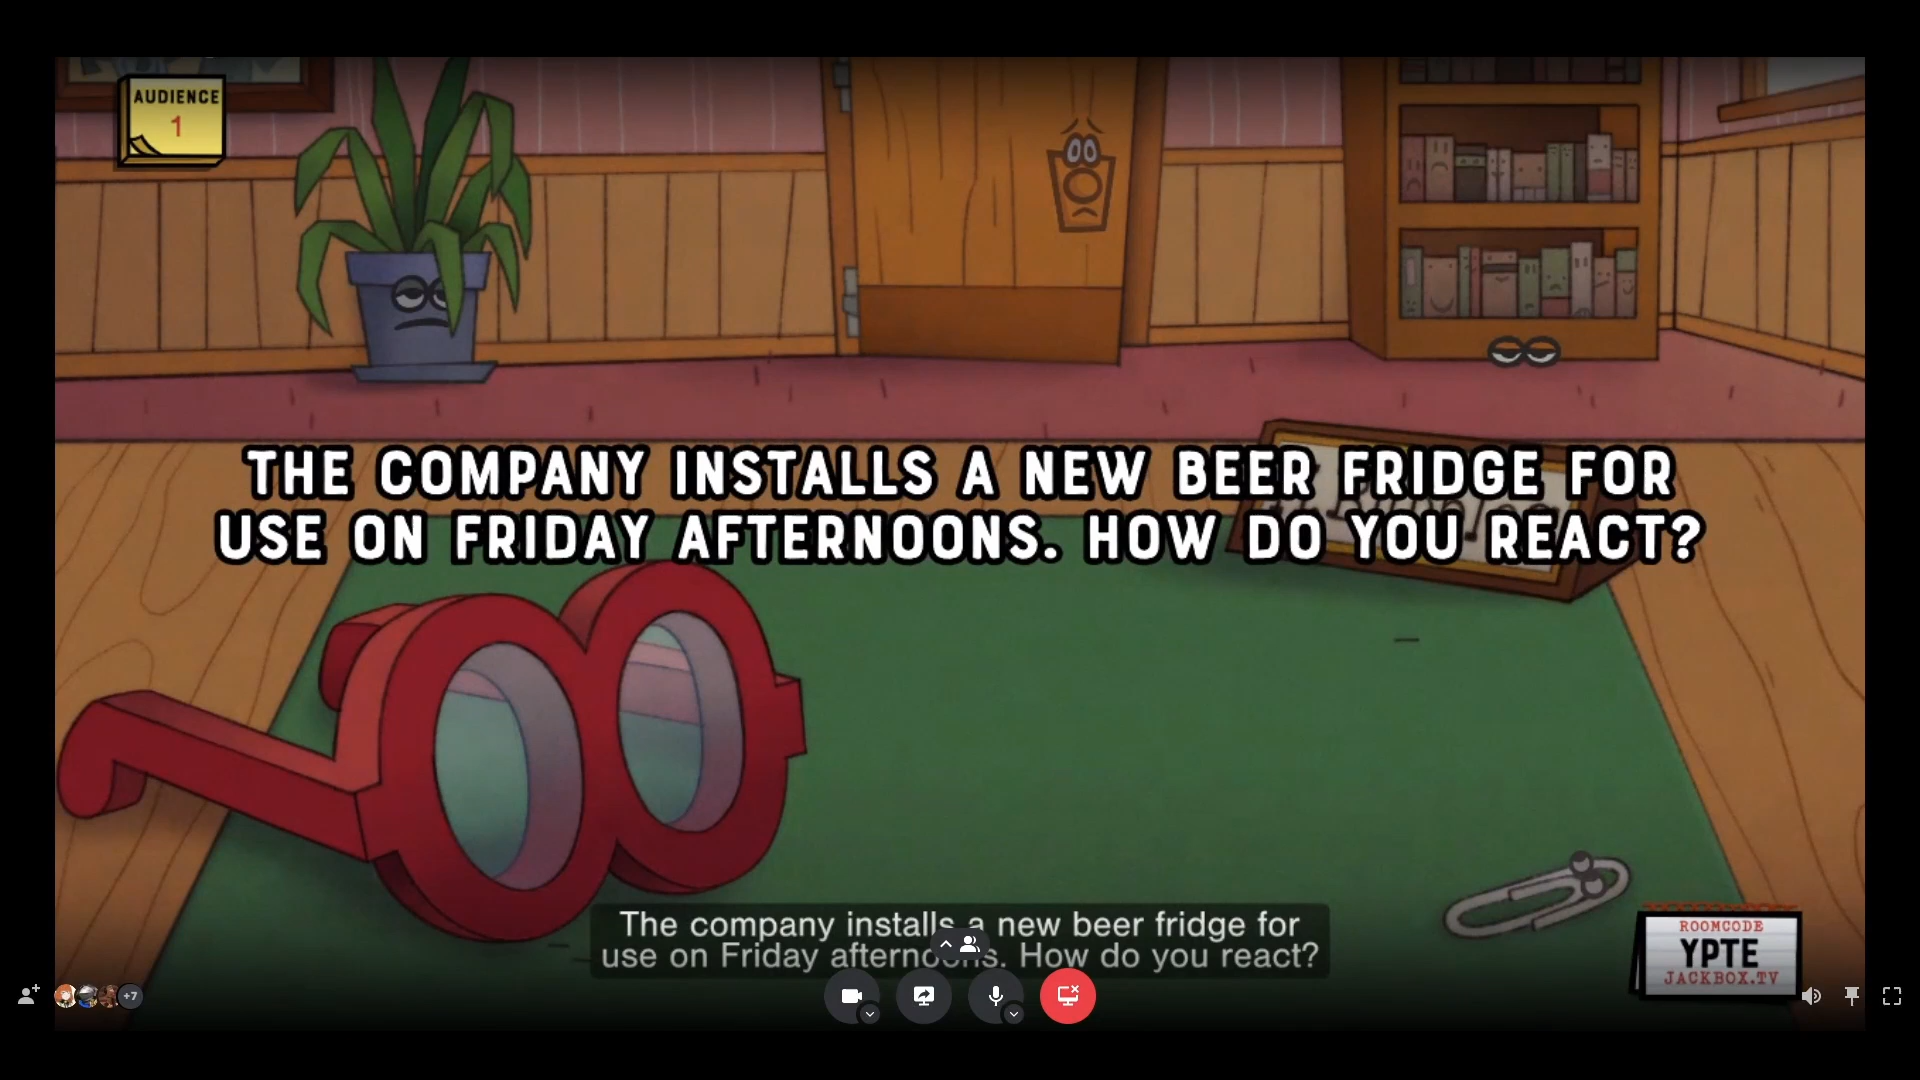 AUDIENCE
1
THE COMPANY INSTALLS A NEW BEER FRIDGE FOR
USE ON FRIDAY AFTERNOONS. HOW DO YOU REACT?
The company installs a new beer fridge for
use on Friday afternoons. How do you react?
ROOMCODE
YPTE
JACKBOX.TV
+7